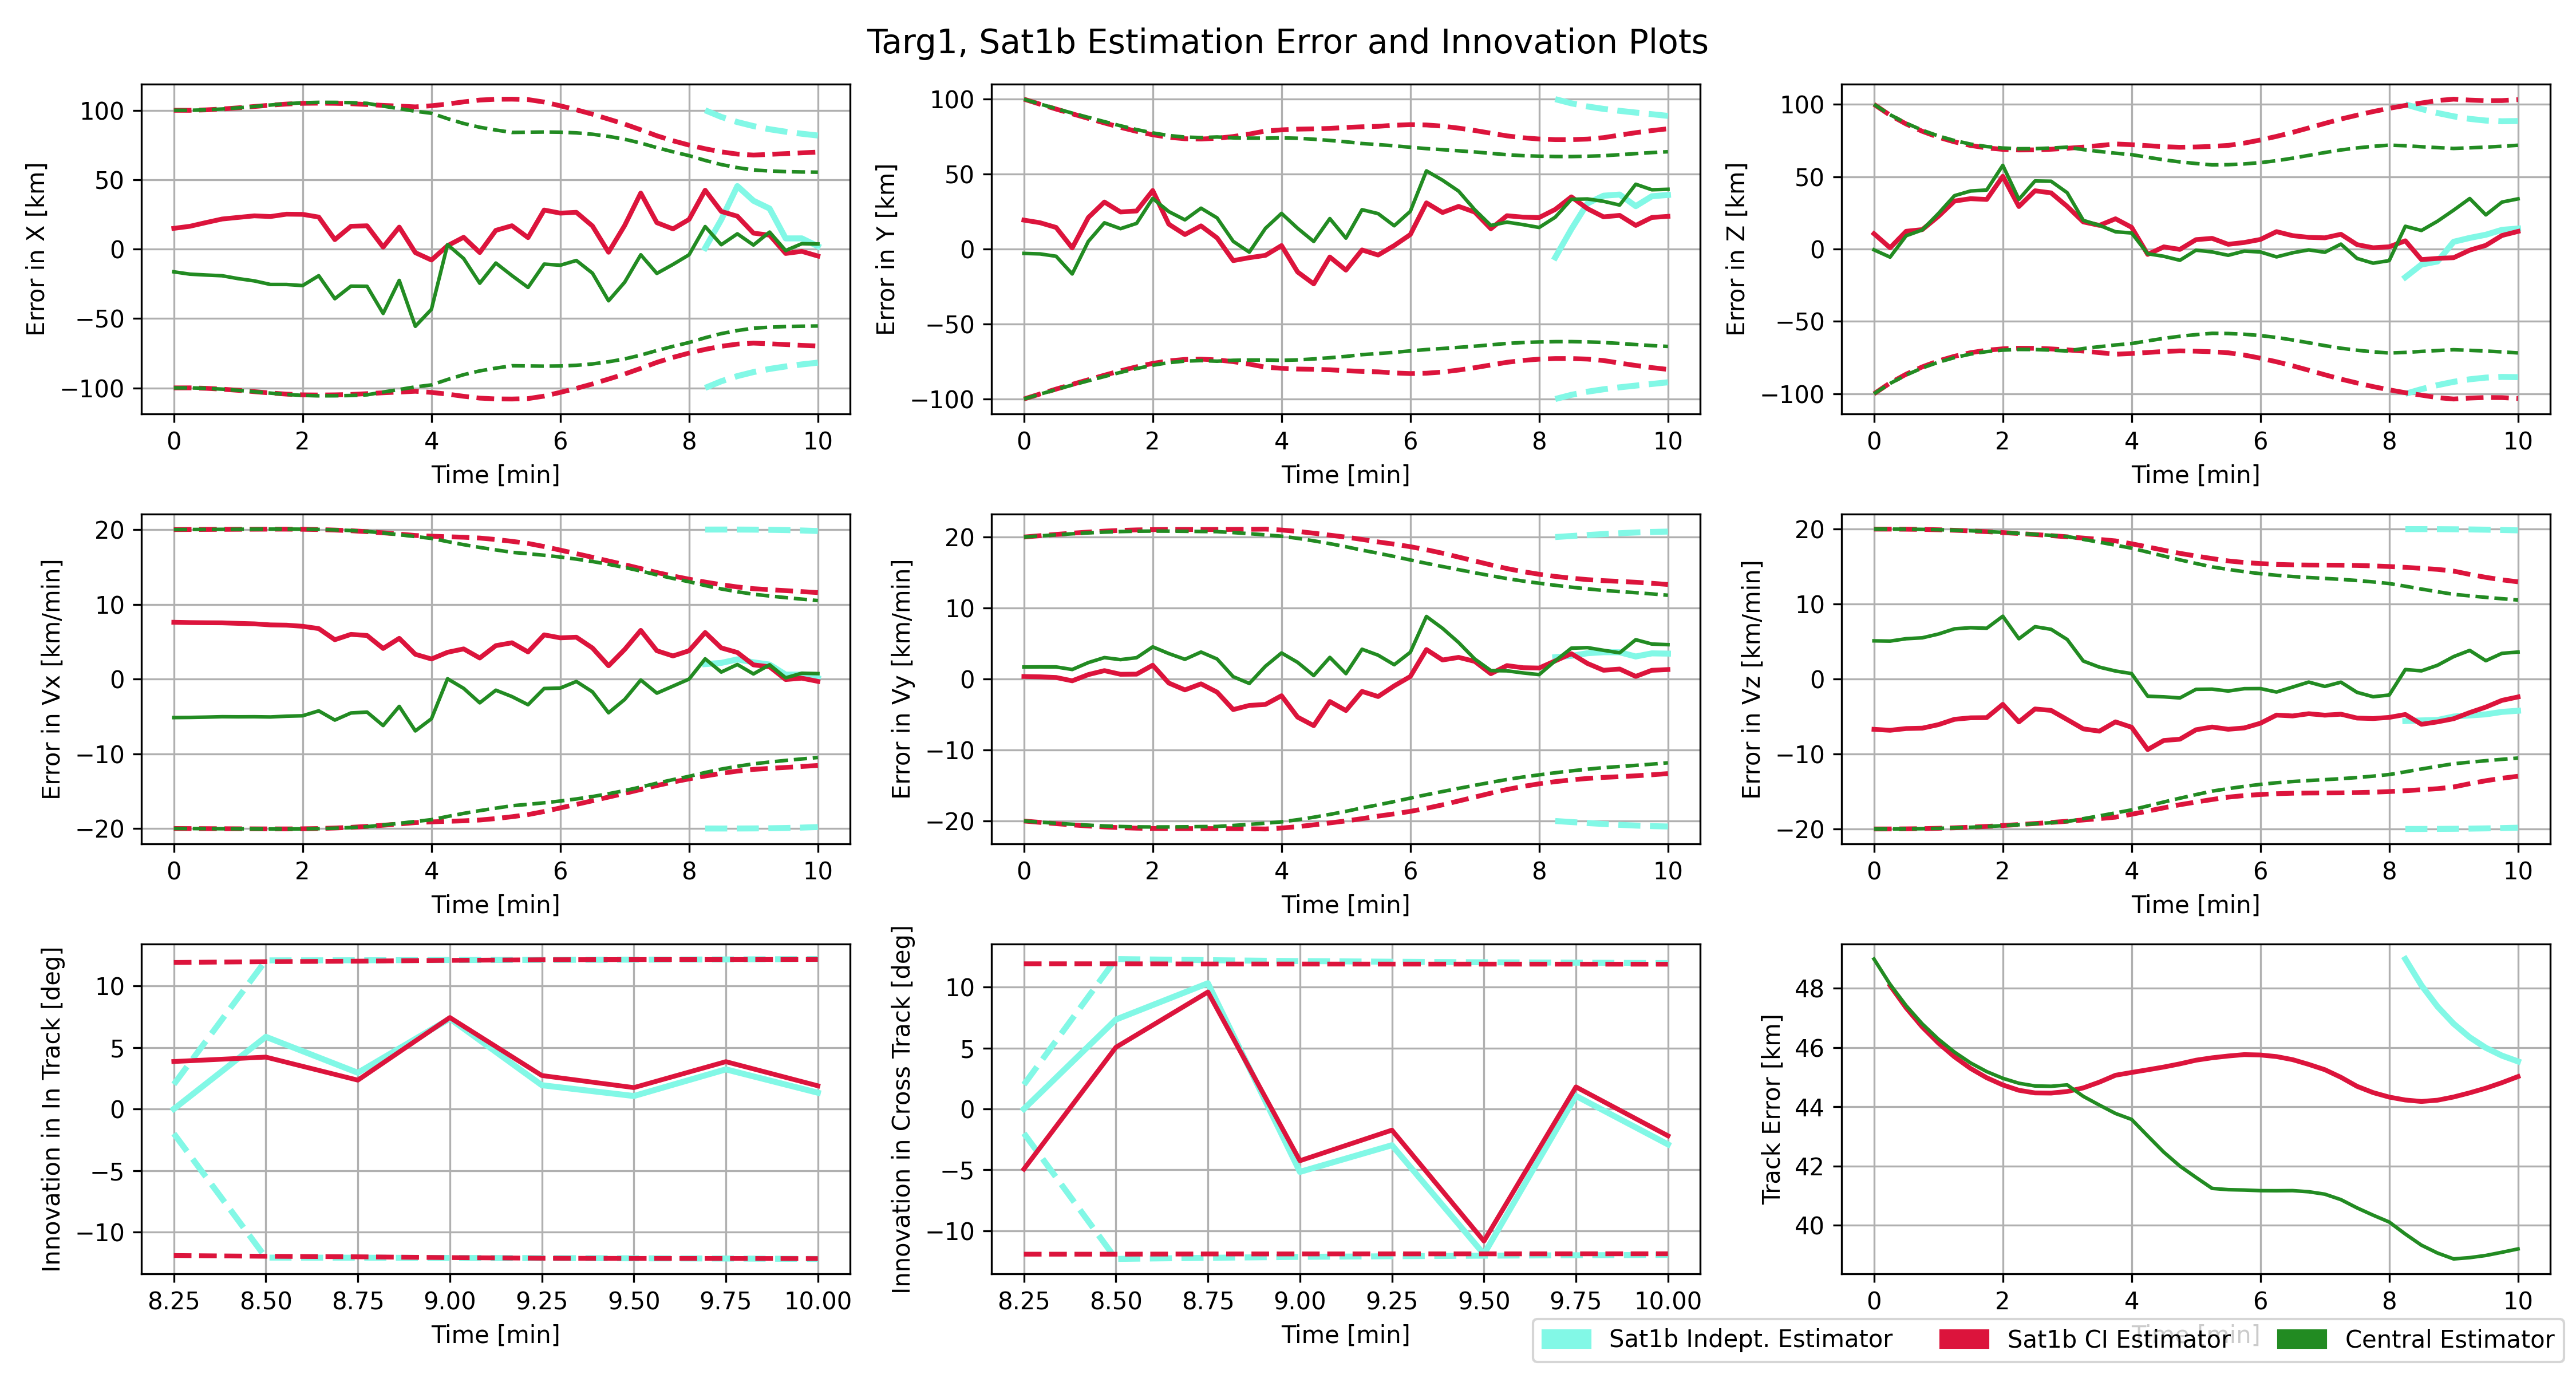 Targ1, Sat1b Estimation Error and Innovation Plots
Error in X [km]
100
50
0
−50
−100
0 2 4 6 8 10
Time [min]
Error in Y [km]
100
50
0
−50
−100
0 2 4 6 8 10
Time [min]
Error in Z [km]
100
50
0
−50
−100
0 2 4 6 8 10
Time [min]
Error in Vx [km/min]
20
10
0
−10
−20
0 2 4 6 8 10
Time [min]
Error in Vy [km/min]
20
10
0
−10
−20
0 2 4 6 8 10
Time [min]
Error in Vz [km/min]
20
10
0
−10
−20
0 2 4 6 8 10
Time [min]
Innovation in In Track [deg]
10
5
0
−5
−10
8.25 8.50 8.75 9.00 9.25 9.50 9.75 10.00
Time [min]
Innovation in Cross Track [deg]
10
5
0
−5
−10
8.25 8.50 8.75 9.00 9.25 9.50 9.75 10.00
Time [min]
Track Error [km]
48
46
44
42
40
0 2 4 6 8 10
Time [min]
Sat1b Indept. Estimator Sat1b CI Estimator Central Estimator